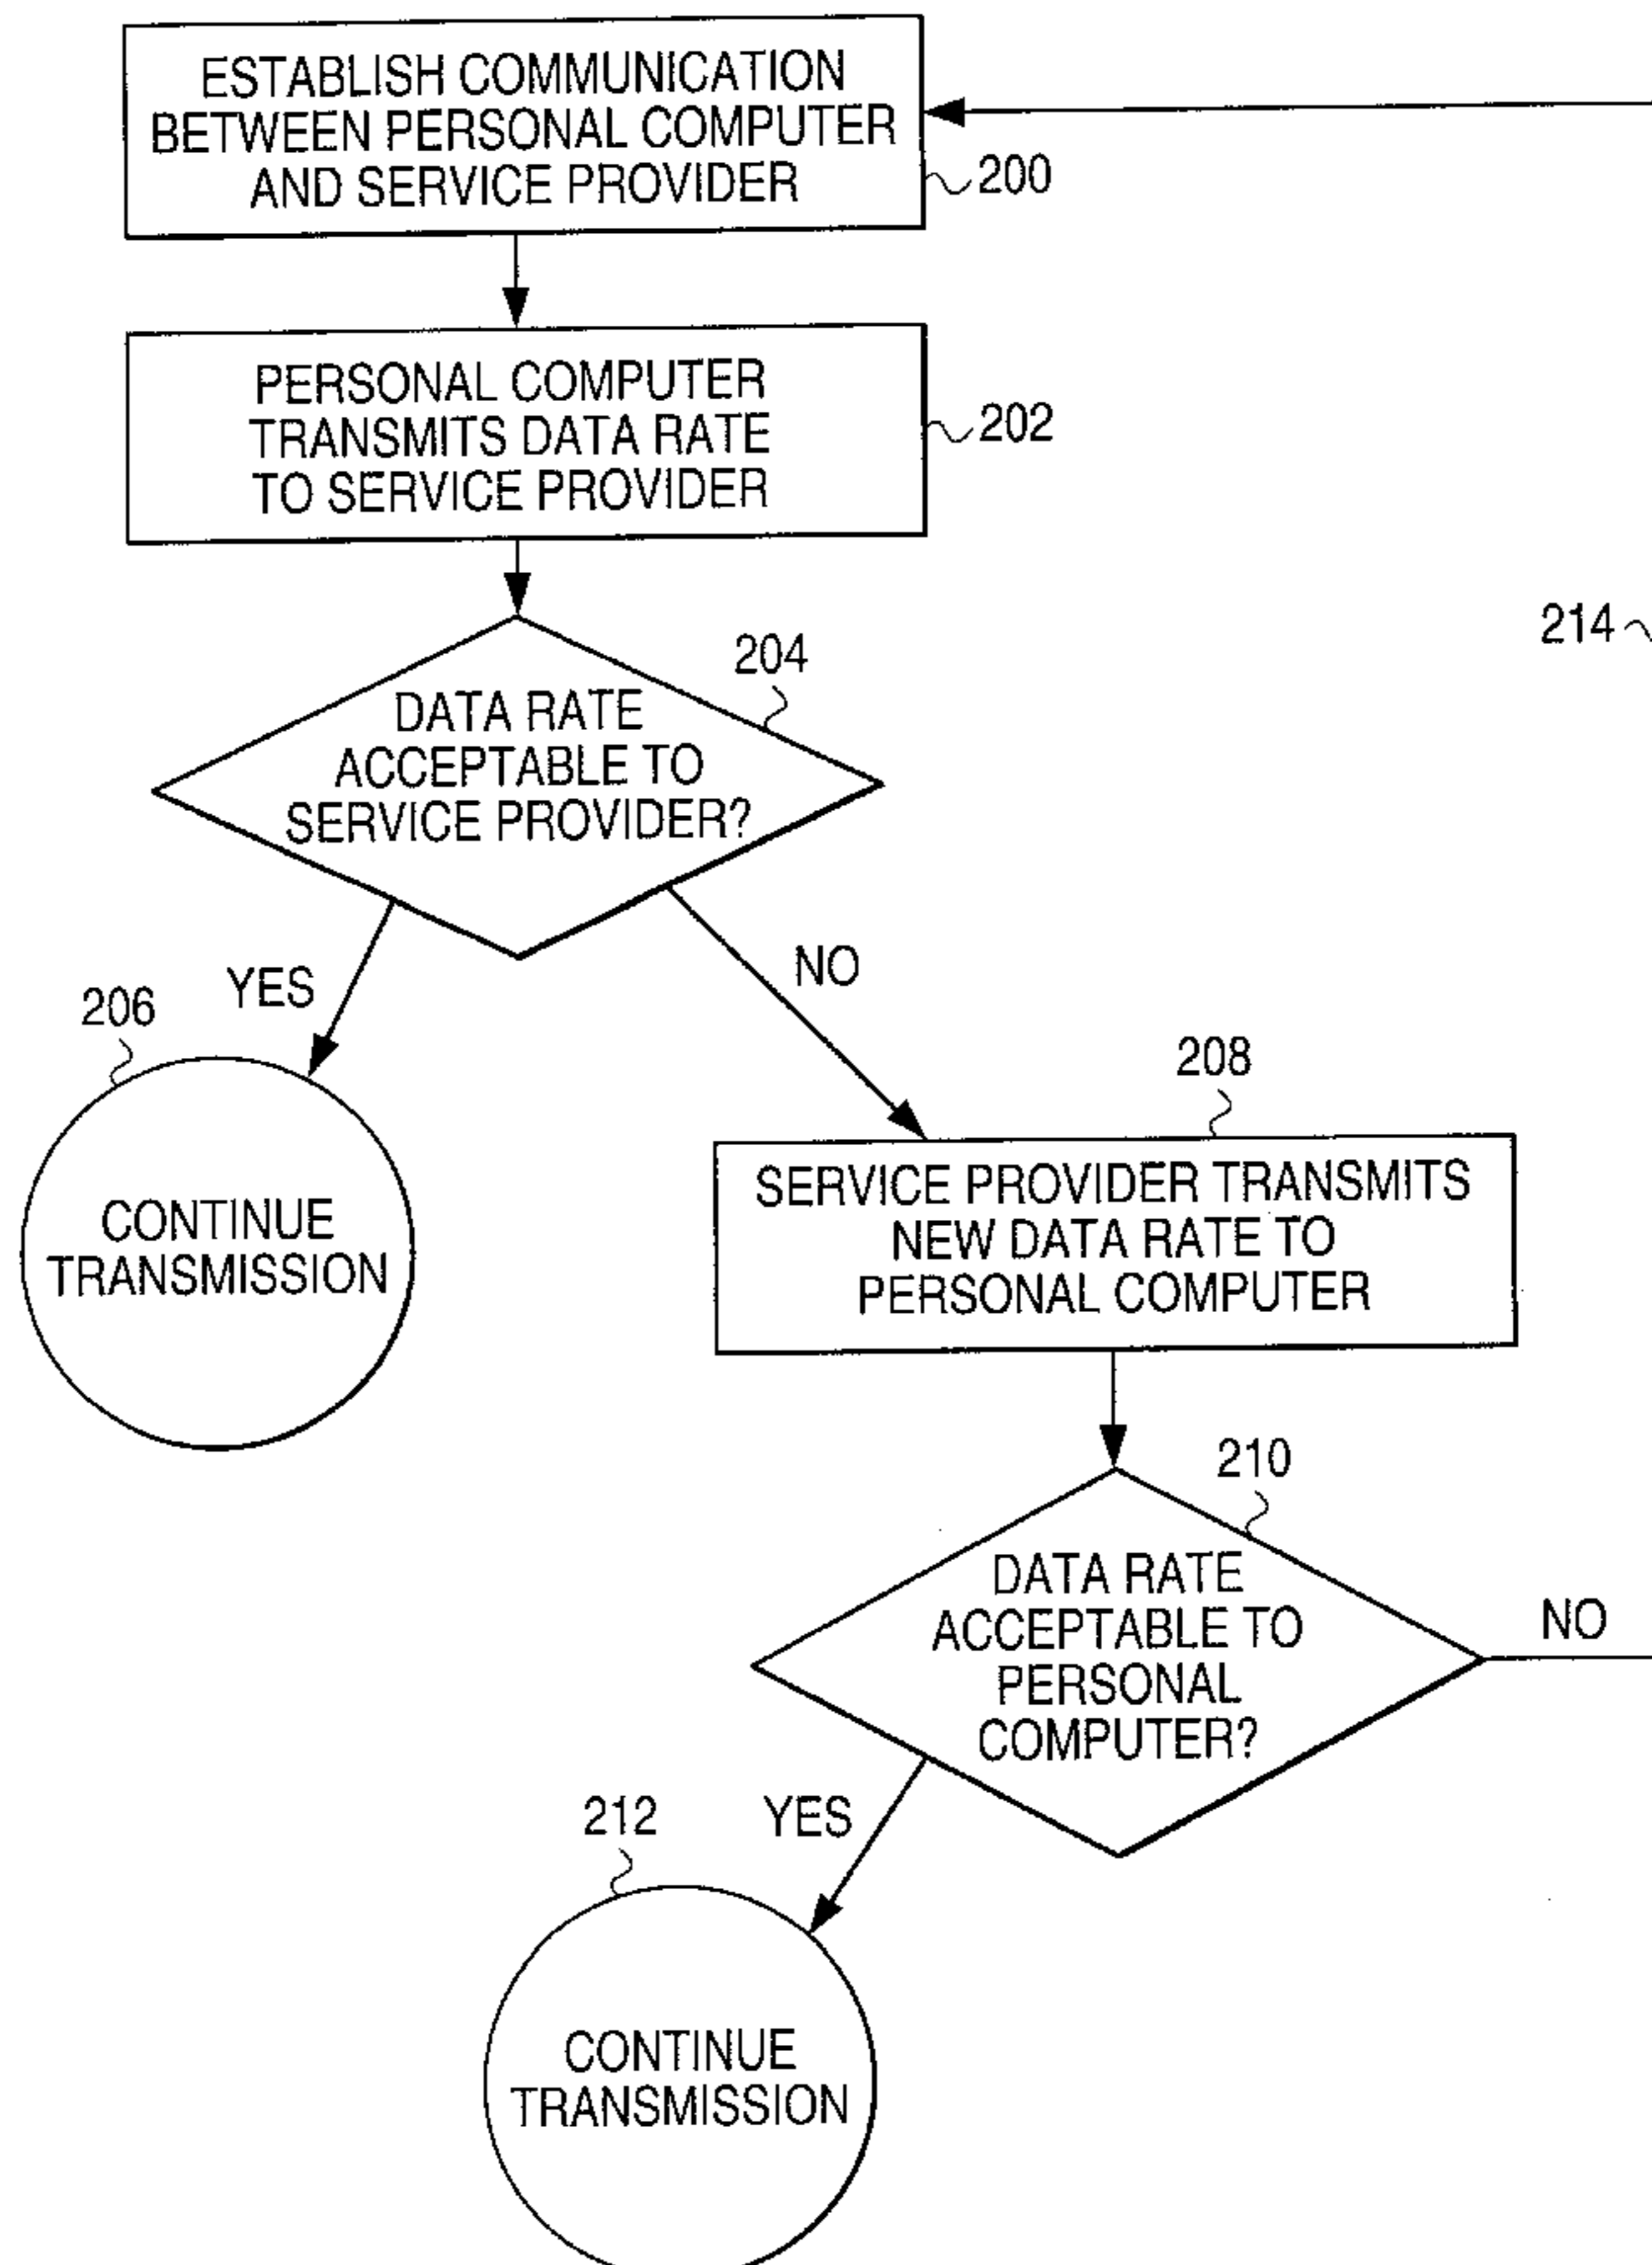 ESTABLISH COMMUNICATION
BETWEEN PERSONAL COMPUTER
AND SERVICE PROVIDER
200
PERSONAL COMPUTER
TRANSMITS DATA RATE
TO SERVICE PROVIDER
202
214
204
DATA RATE
ACCEPTABLE TO
SERVICE PROVIDER?
YES
NO
206
CONTINUE
TRANSMISSION
208
SERVICE PROVIDER TRANSMITS
NEW DATA RATE TO
PERSONAL COMPUTER
210
DATA RATE
ACCEPTABLE TO
PERSONAL
COMPUTER?
NO
YES
212
CONTINUE
TRANSMISSION